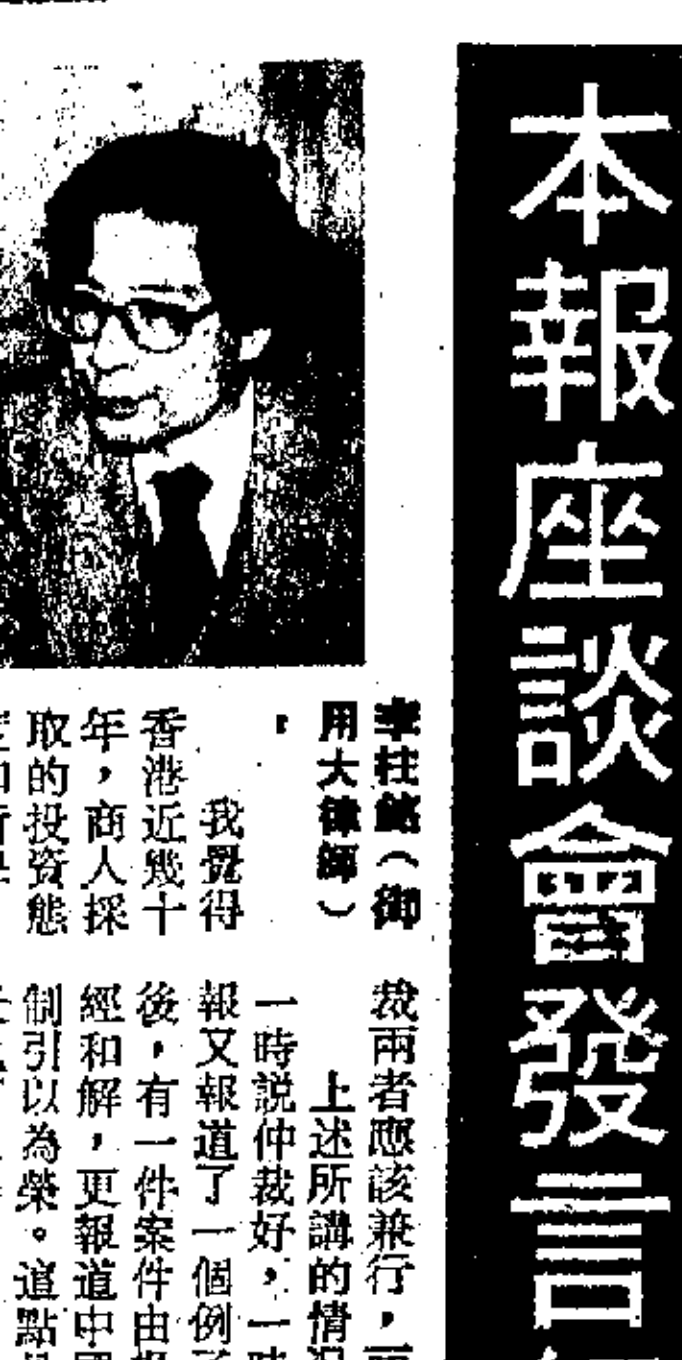 本報座談會發言
李柱銘（御
用大律師）
：
我覺得
香港近幾十
年，商人採
取的投資態
裁兩者應該兼行，而
上述所講的情況
一時説仲裁好，一時
報又報道了一個例子
後，有一件案件由
經和解，更報道中國
制引以為榮。這點